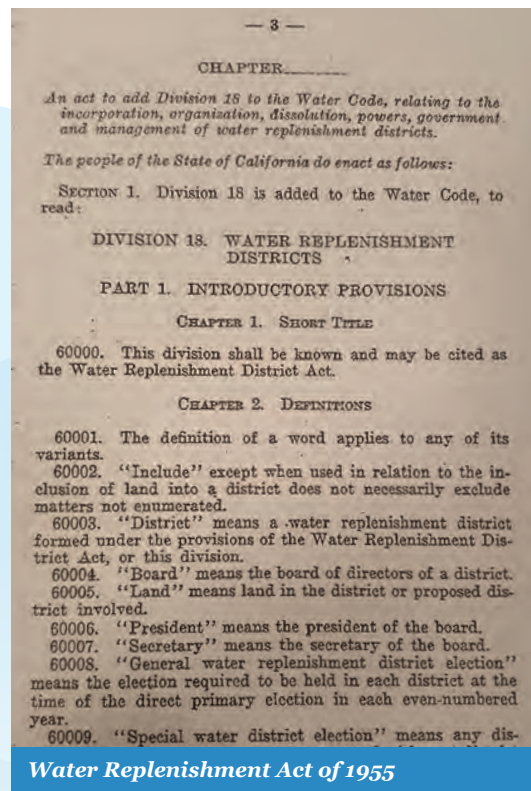 — 3 —
CHAPTER
An act to add Division 18 to the Water Code, relating to the
incorporation, organization, dissolution, powers, government
and management of water replenishment districts.
The people of the State of California do enact as follows:
SECTION 1. Division 18 is added to the Water Code, to
read:
DIVISION 18. WATER REPLENISHMENT
DISTRICTS
PART 1. INTRODUCTORY PROVISIONS
CHAPTER 1. SHORT TITLE
60000. This division shall be known and may be cited as
the Water Replenishment District Act.
CHAPTER 2. DEFINITIONS
60001. The definition of a word applies to any of its
variants.
60002. "Include" except when used in relation to the in-
clusion of land into a district does not necessarily exclude
matters not enumerated.
60003. "District" means a water replenishment district
formed under the provisions of the Water Replenishment Dis-
trict Act, or this division.
60004. "Board" means the board of directors of a district.
60005. "Land" means land in the district or proposed dis-
trict involved.
60006. "President" means the president of the board.
60007. "Secretary" means the secretary of the board.
60008. "General water replenishment district election"
means the election required to be held in each district at the
time of the direct primary election in each even-numbered
year.
60009. "Special water district election" means any dis-
Water Replenishment Act of 1955